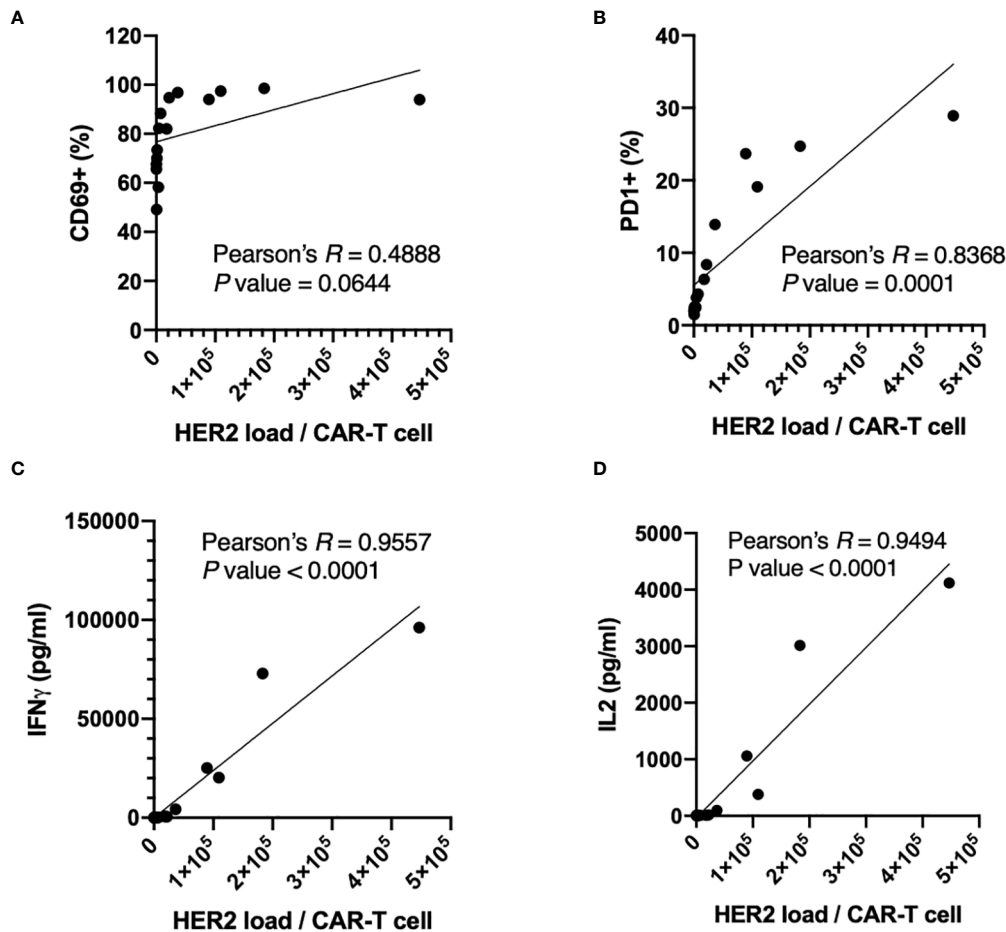 A
120
100
80
60
40
20
0
CD69+ (%)
Pearson's R = 0.4888
P value = 0.0644
0
1×10⁵
2×10⁵
3×10⁵
4×10⁵
5×10⁵
HER2 load / CAR-T cell
B
40
30
20
10
0
PD1+ (%)
Pearson's R = 0.8368
P value = 0.0001
0
1×10⁵
2×10⁵
3×10⁵
4×10⁵
5×10⁵
HER2 load / CAR-T cell
C
150000
100000
50000
0
IFNγ (pg/ml)
Pearson's R = 0.9557
P value < 0.0001
0
1×10⁵
2×10⁵
3×10⁵
4×10⁵
5×10⁵
HER2 load / CAR-T cell
D
5000
4000
3000
2000
1000
0
IL2 (pg/ml)
Pearson's R = 0.9494
P value < 0.0001
0
1×10⁵
2×10⁵
3×10⁵
4×10⁵
5×10⁵
HER2 load / CAR-T cell